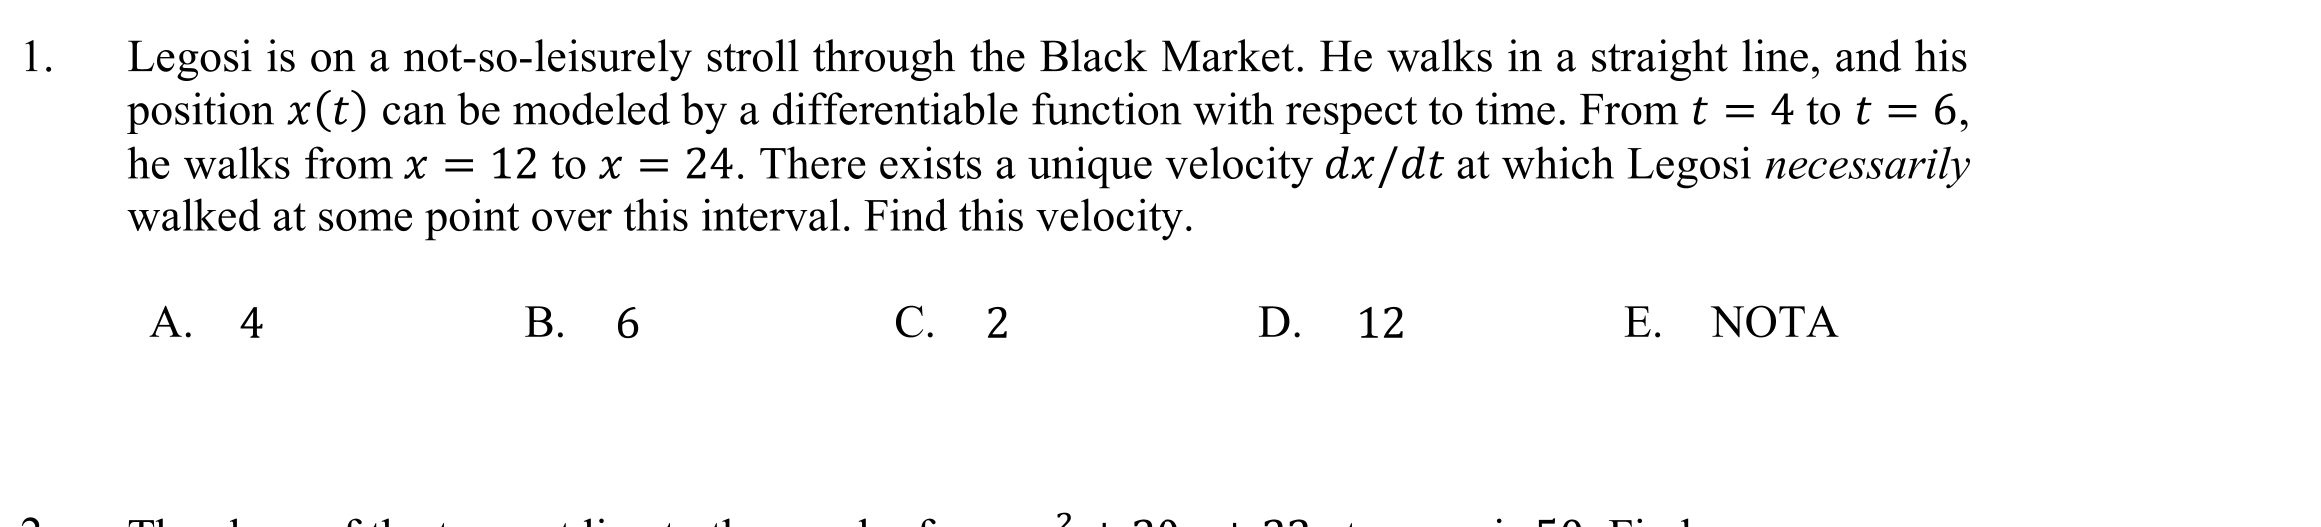 1. Legosi is on a not-so-leisurely stroll through the Black Market. He walks in a straight line, and his
position x(t) can be modeled by a differentiable function with respect to time. From t = 4 to t = 6,
he walks from x = 12 to x = 24. There exists a unique velocity dx/dt at which Legosi necessarily
walked at some point over this interval. Find this velocity.
A. 4 B. 6 C. 2 D. 12 E. NOTA